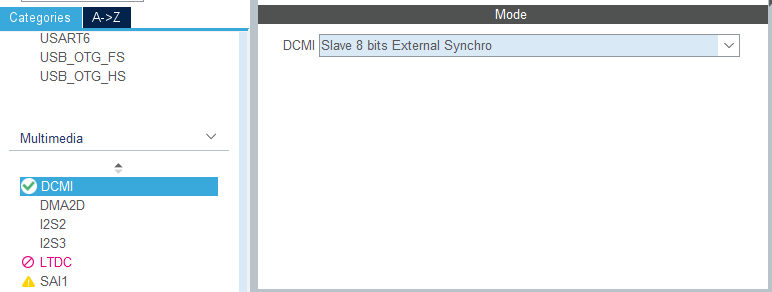 Categories A->Z
USART6
USB_OTG_FS
USB_OTG_HS
Multimedia
DCMI
DMA2D
I2S2
I2S3
LTDC
SAI1
Mode
DCMI Slave 8 bits External Synchro